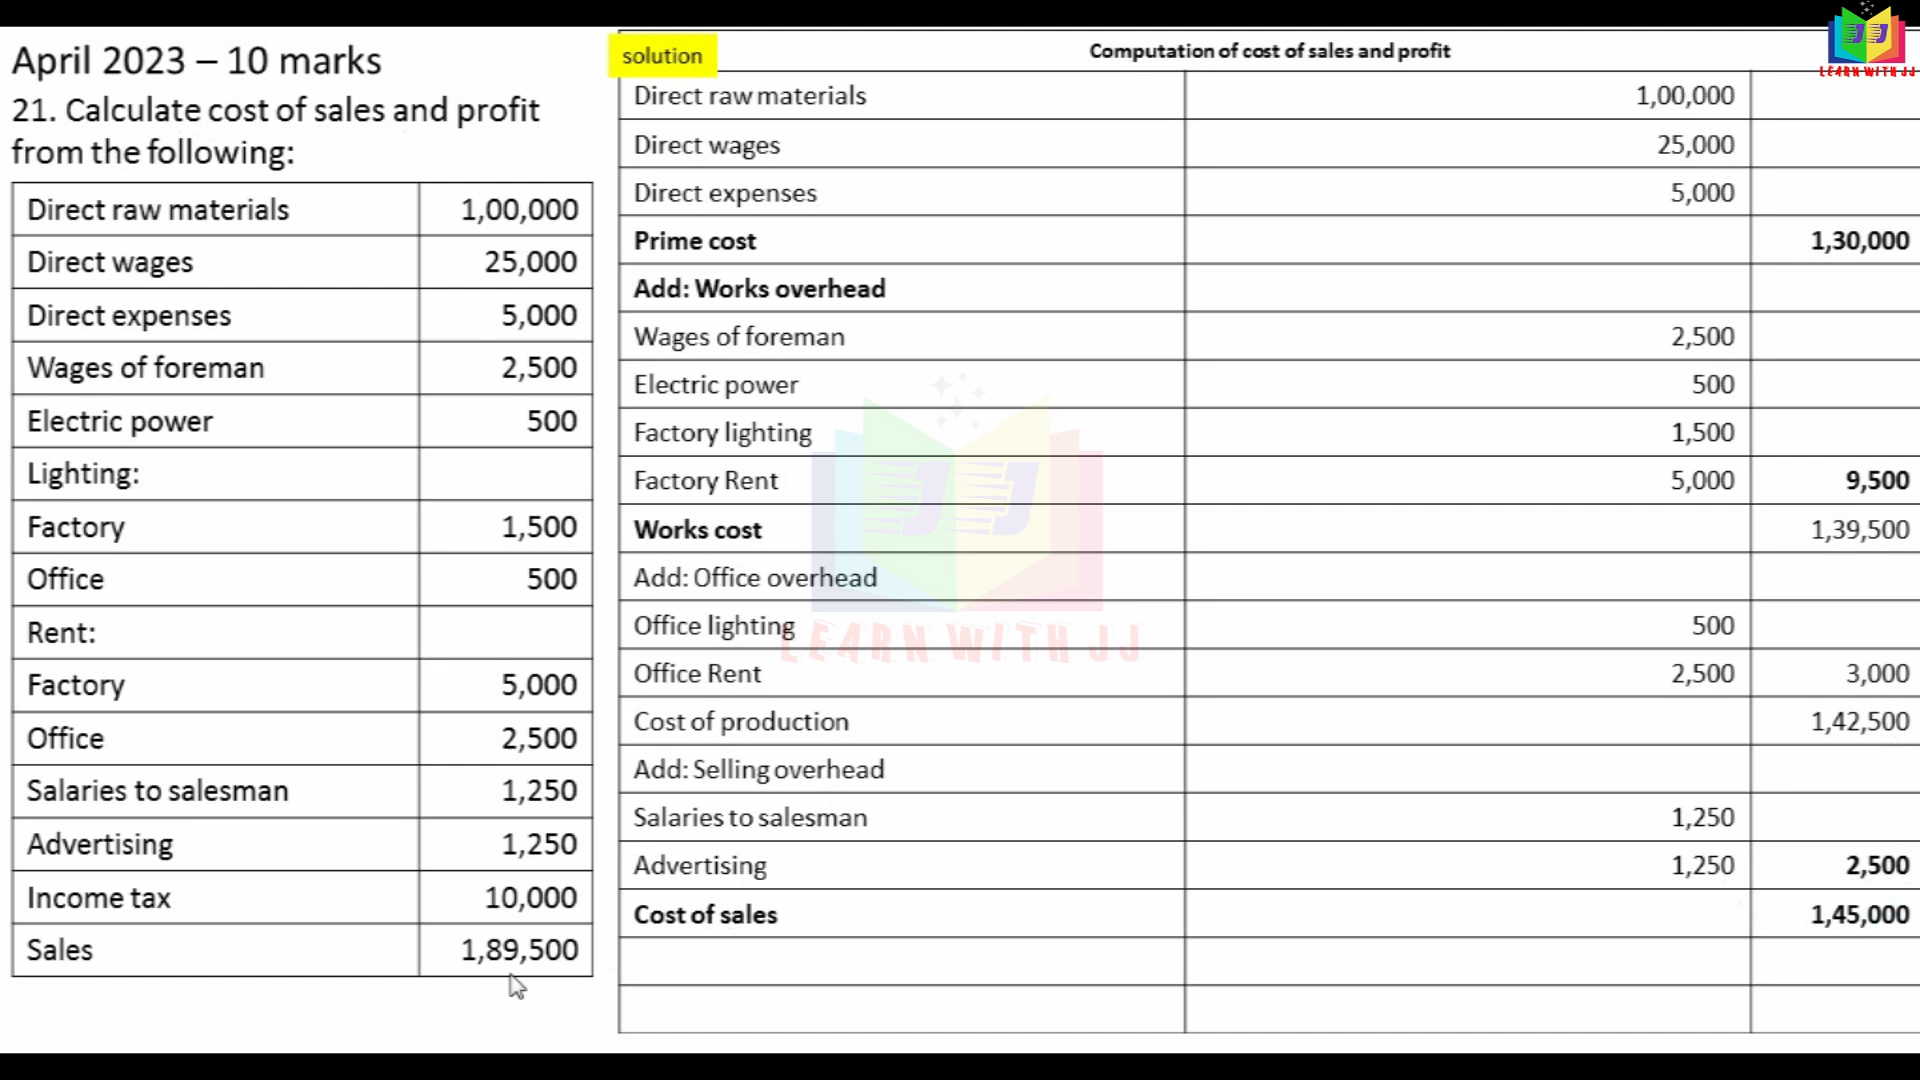 April 2023 – 10 marks
21. Calculate cost of sales and profit
from the following:
Direct raw materials 1,00,000
Direct wages 25,000
Direct expenses 5,000
Wages of foreman 2,500
Electric power 500
Lighting:
Factory 1,500
Office 500
Rent:
Factory 5,000
Office 2,500
Salaries to salesman 1,250
Advertising 1,250
Income tax 10,000
Sales 1,89,500
solution
Computation of cost of sales and profit
Direct raw materials 1,00,000
Direct wages 25,000
Direct expenses 5,000
Prime cost 1,30,000
Add: Works overhead
Wages of foreman 2,500
Electric power 500
Factory lighting 1,500
Factory Rent 5,000 9,500
Works cost 1,39,500
Add: Office overhead
Office lighting 500
Office Rent 2,500 3,000
Cost of production 1,42,500
Add: Selling overhead
Salaries to salesman 1,250
Advertising 1,250 2,500
Cost of sales 1,45,000
JJ
LEARN WITH JJ
JJ
LEARN WITH JJ